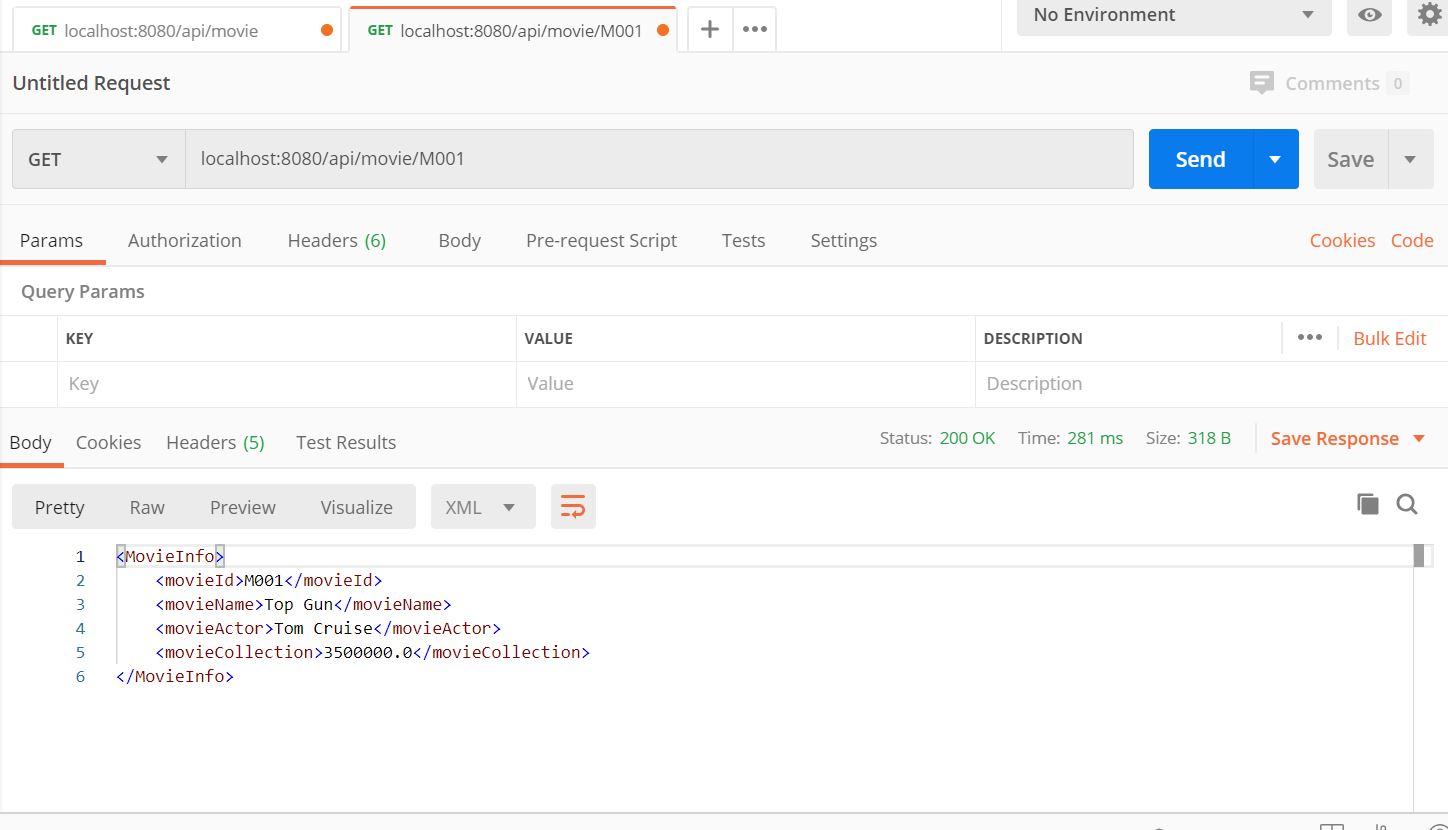 GET localhost:8080/api/movie GET localhost:8080/api/movie/M001 No Environment
Untitled Request Comments 0
GET localhost:8080/api/movie/M001 Send Save
Params Authorization Headers (6) Body Pre-request Script Tests Settings Cookies Code
Query Params
KEY VALUE DESCRIPTION Bulk Edit
Key Value Description
Body Cookies Headers (5) Test Results Status: 200 OK Time: 281 ms Size: 318 B Save Response
Pretty Raw Preview Visualize XML
1 <MovieInfo>
2 <movieId>M001</movieId>
3 <movieName>Top Gun</movieName>
4 <movieActor>Tom Cruise</movieActor>
5 <movieCollection>3500000.0</movieCollection>
6 </MovieInfo>